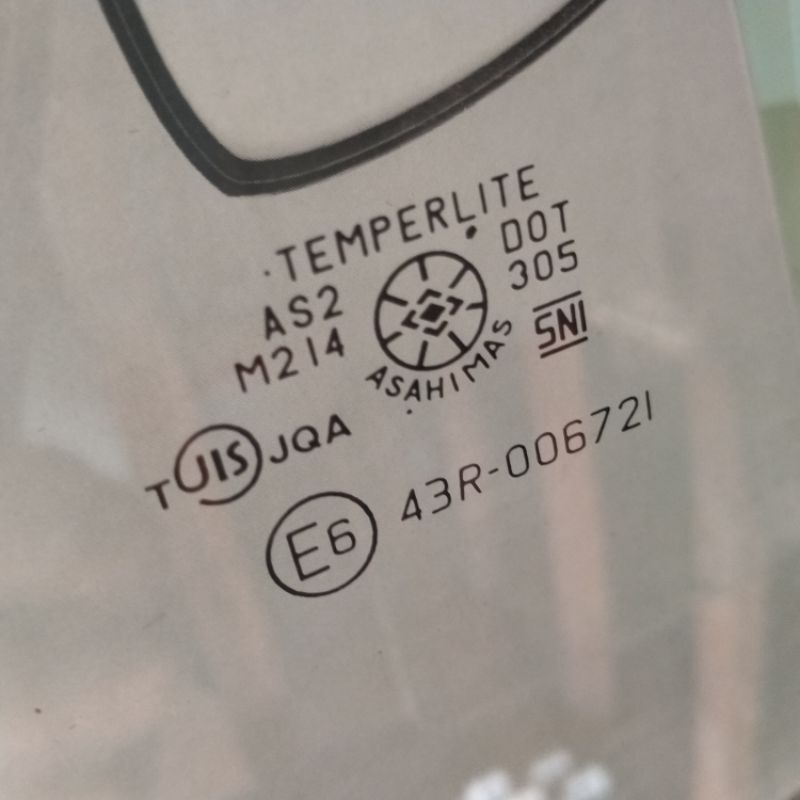 TEMPERLITE
AS2
DOT
M214
305
ASAHIMAS
SNI
T JIS JQA
E6 43R-006721